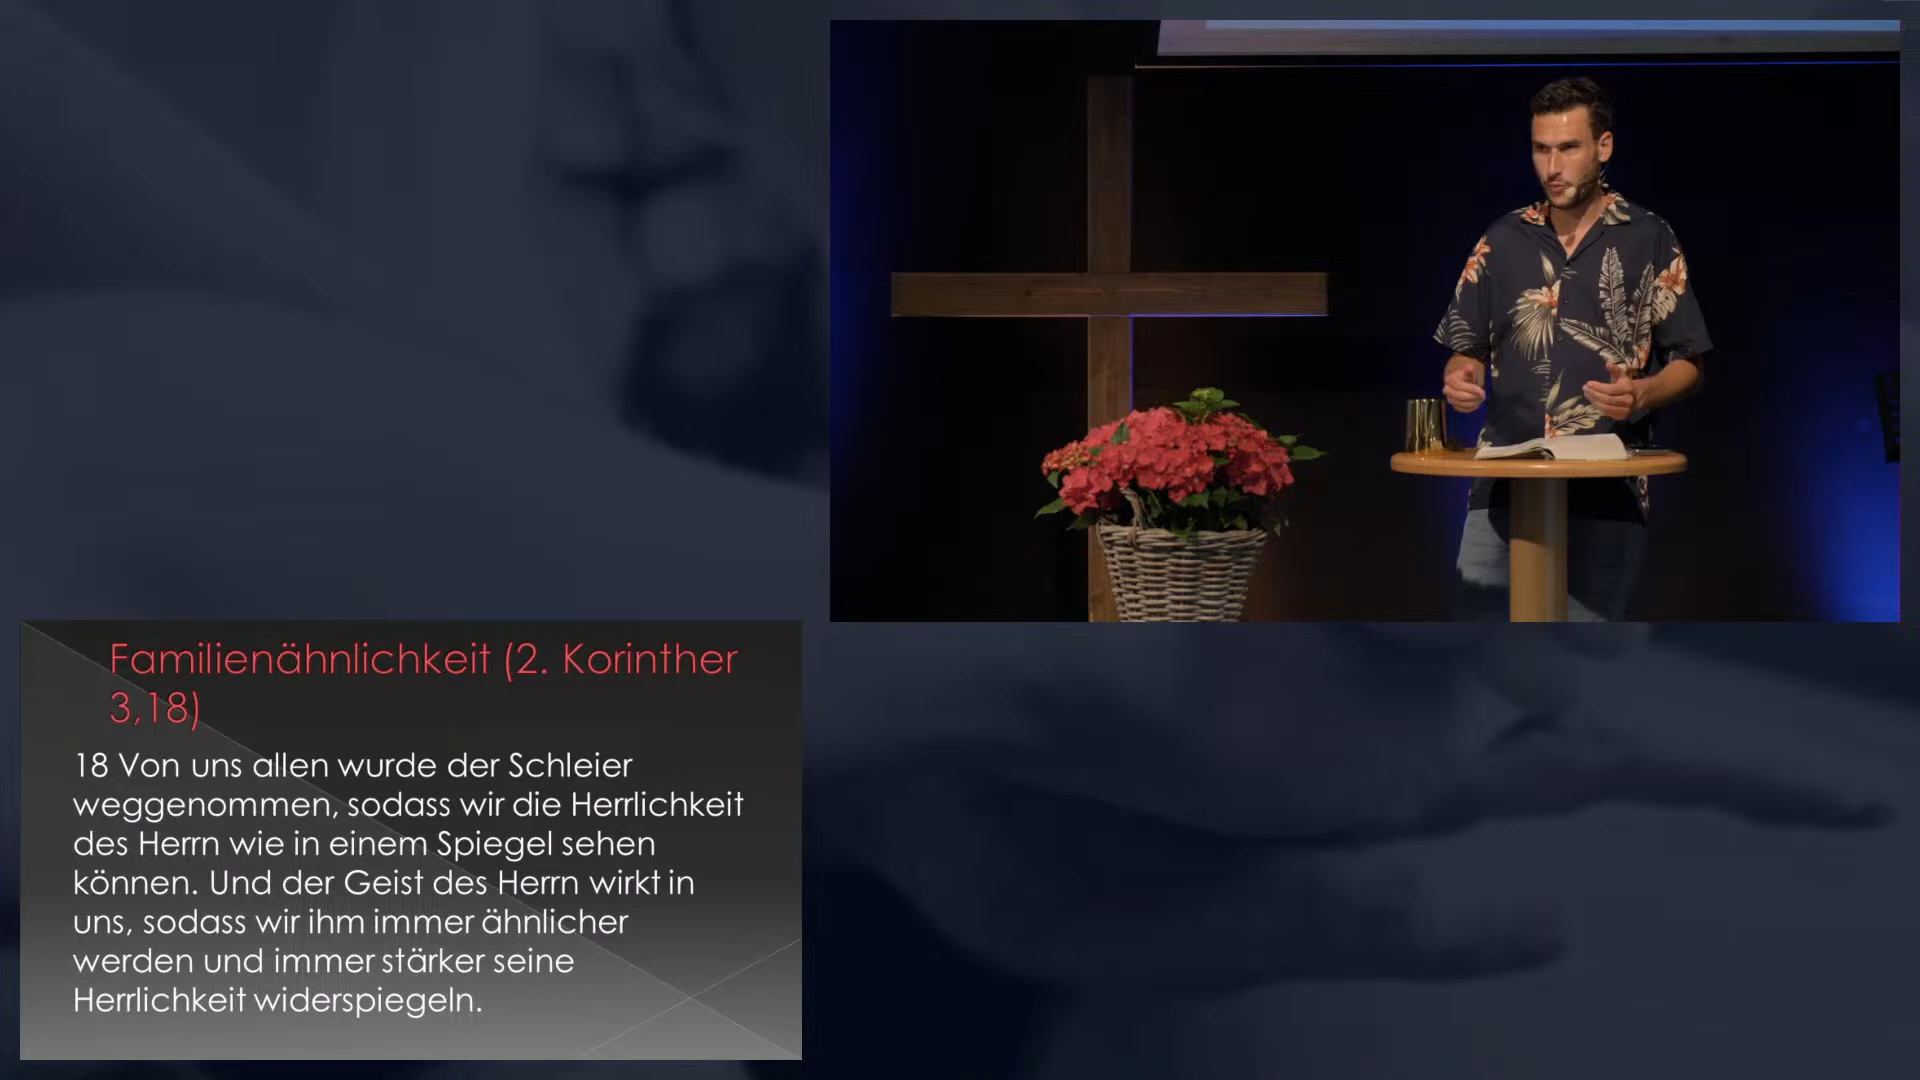 Familienähnlichkeit (2. Korinther
3,18)
18 Von uns allen wurde der Schleier
weggenommen, sodass wir die Herrlichkeit
des Herrn wie in einem Spiegel sehen
können. Und der Geist des Herrn wirkt in
uns, sodass wir ihm immer ähnlicher
werden und immer stärker seine
Herrlichkeit widerspiegeln.